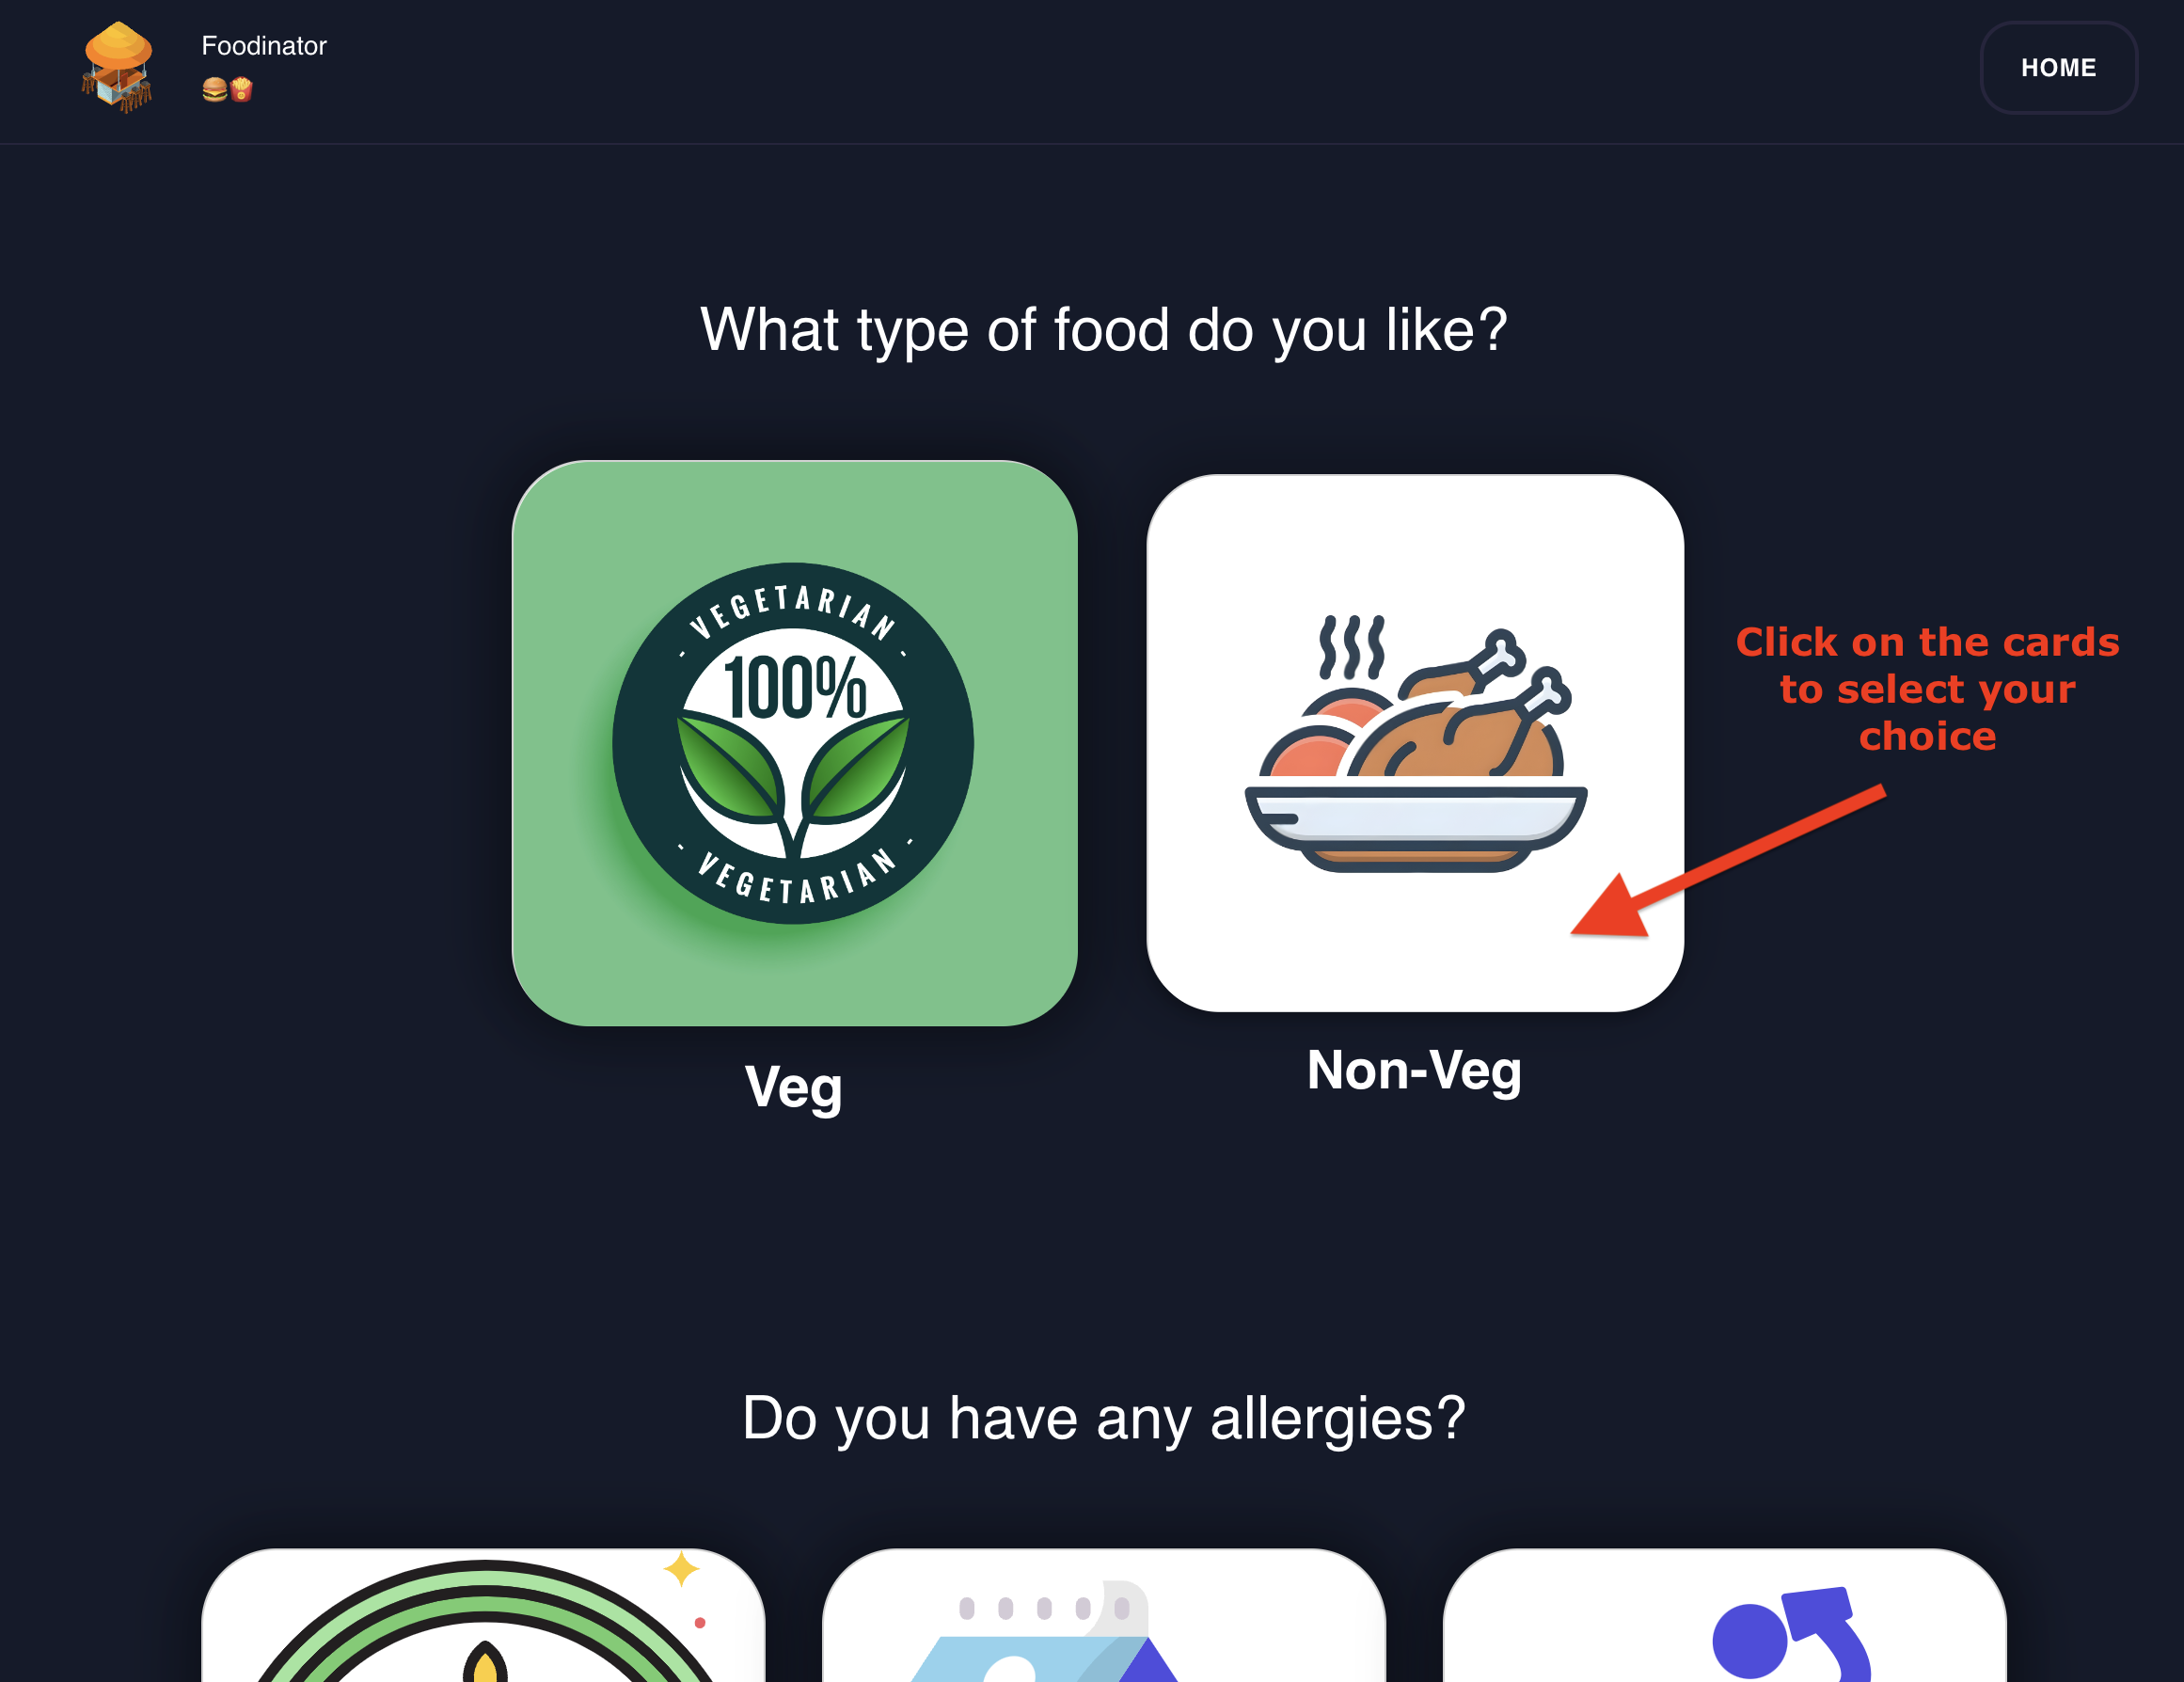 Foodinator
HOME
What type of food do you like?
- VEGETARIAN -
100%
- VEGETARIAN -
Click on the cards
to select your
choice
Veg
Non-Veg
Do you have any allergies?